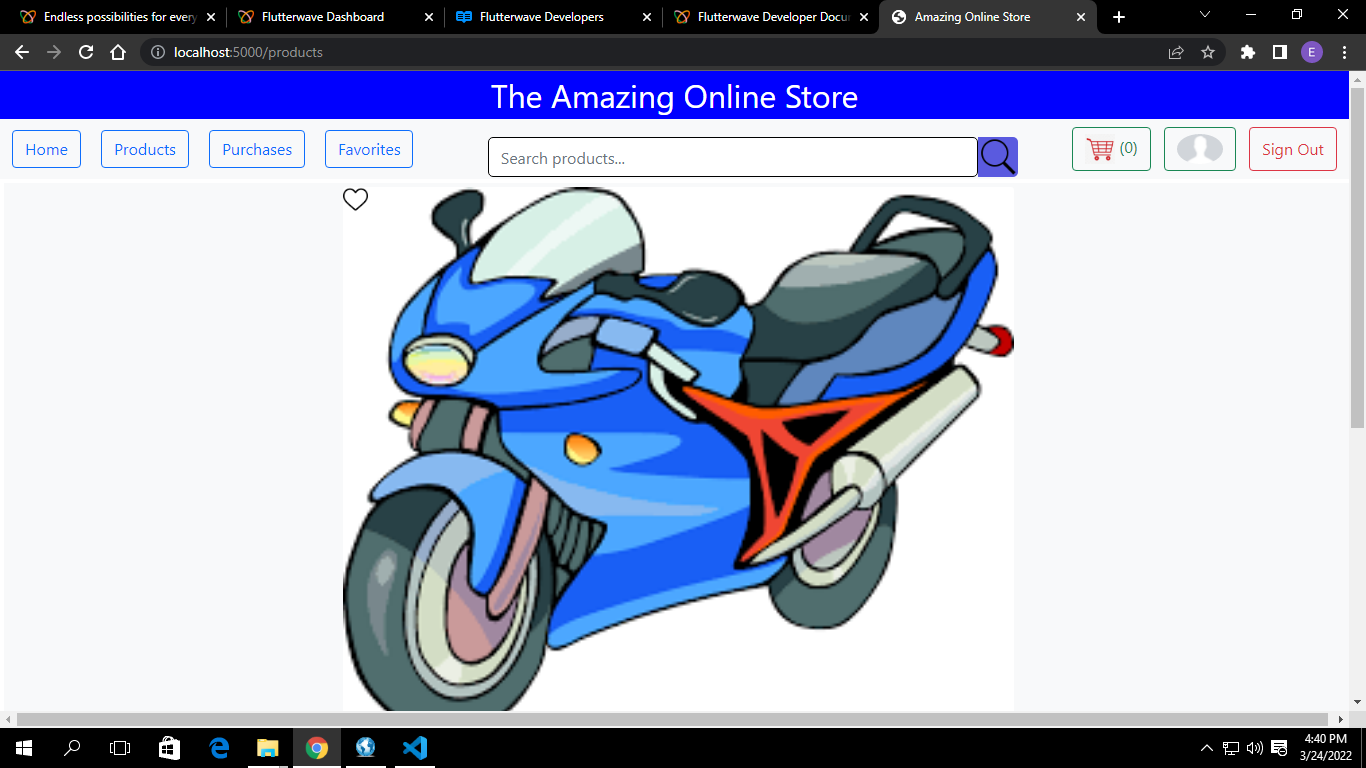 Endless possibilities for every
Flutterwave Dashboard
Flutterwave Developers
Flutterwave Developer Docu
Amazing Online Store
localhost:5000/products
E
The Amazing Online Store
Home
Products
Purchases
Favorites
Search products...
(0)
Sign Out
4:40 PM
3/24/2022